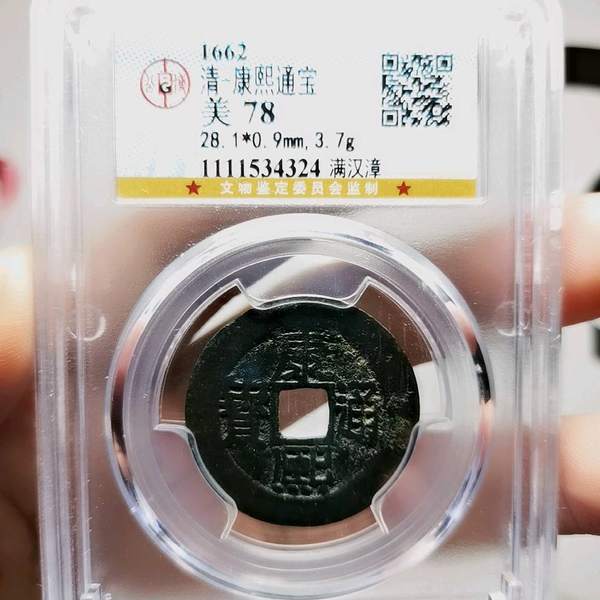 1662
清-康熙通宝
美 78
28.1*0.9mm,3.7g
1111534324 满汉漳
★ 文物鉴定委员会监制 ★
G
康熙通寶